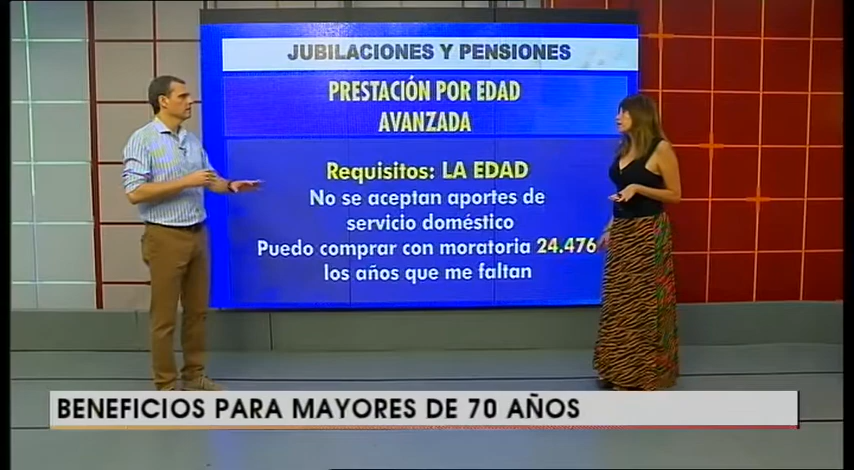 JUBILACIONES Y PENSIONES
PRESTACIÓN POR EDAD
AVANZADA
Requisitos: LA EDAD
No se aceptan aportes de
servicio doméstico
Puedo comprar con moratoria 24.476
los años que me faltan
BENEFICIOS PARA MAYORES DE 70 AÑOS